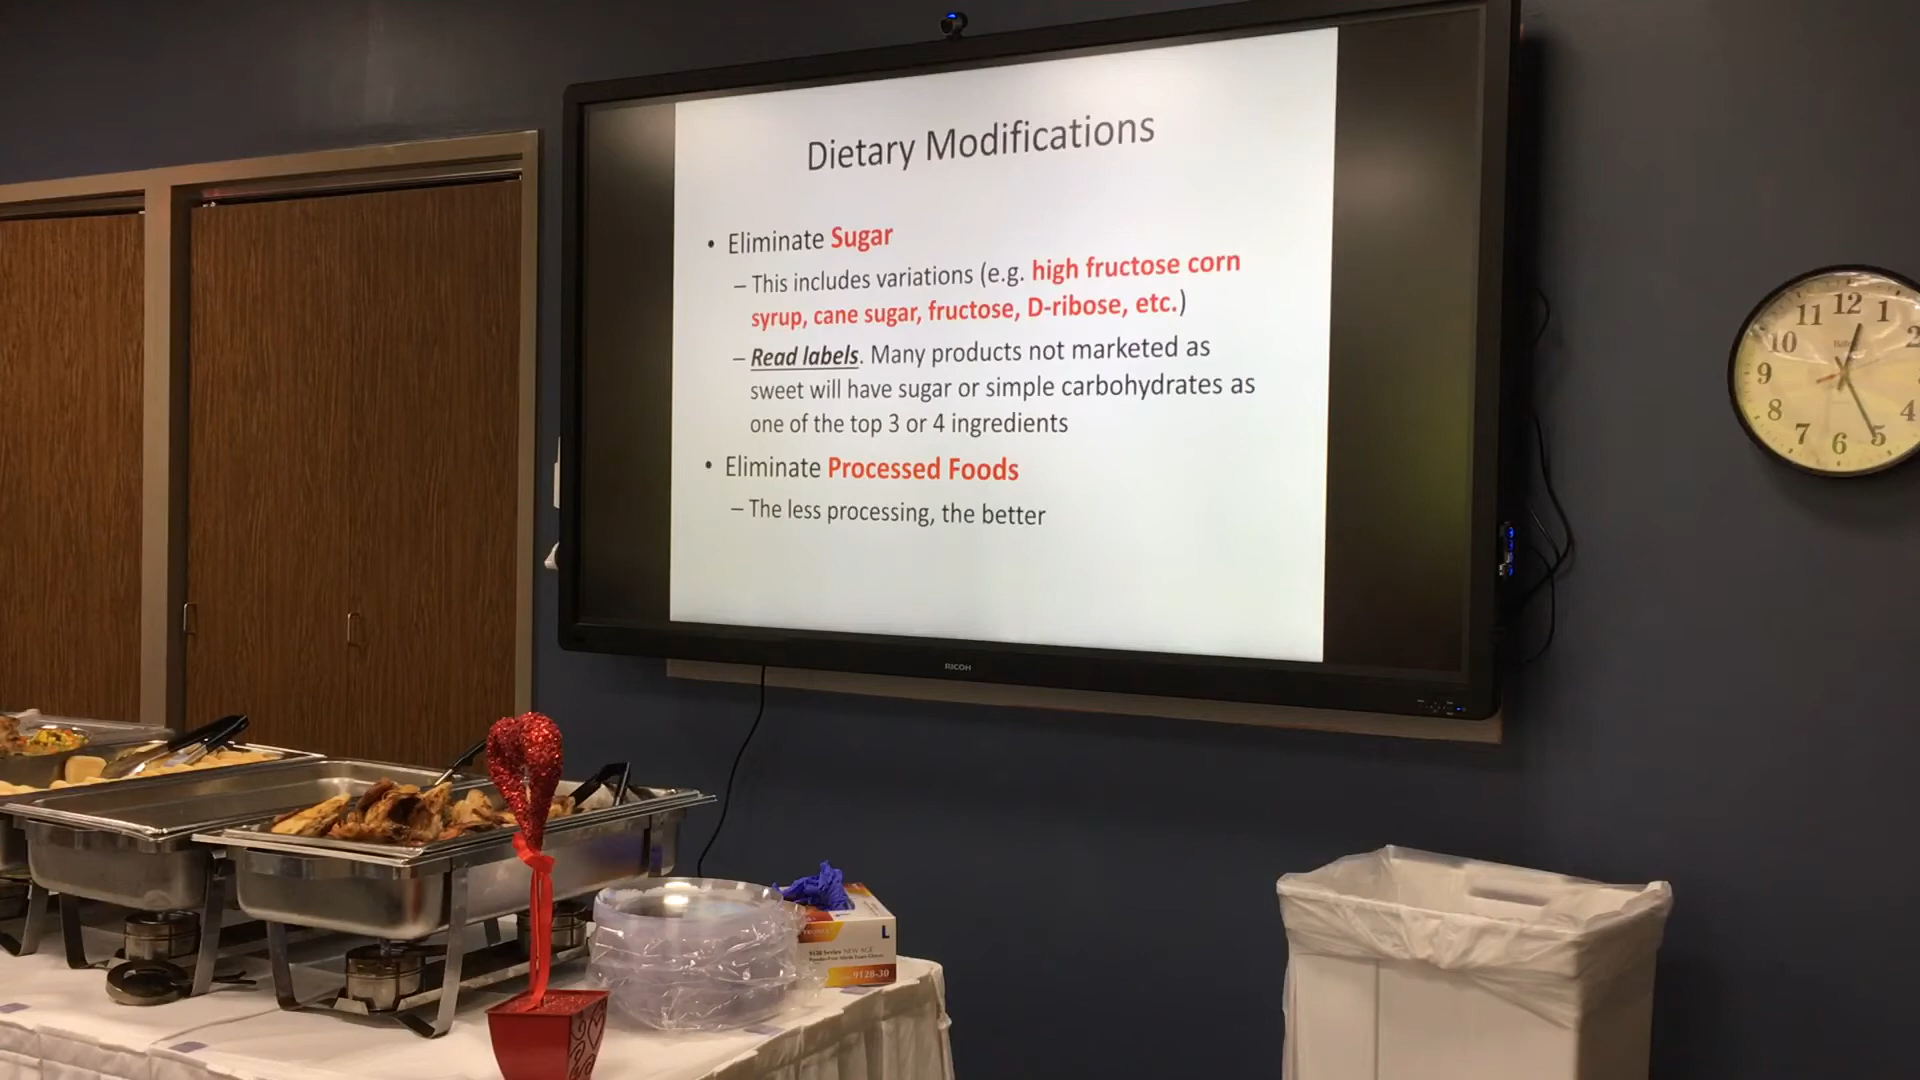 Dietary Modifications
• Eliminate Sugar
– This includes variations (e.g. high fructose corn
syrup, cane sugar, fructose, D-ribose, etc.)
– Read labels. Many products not marketed as
sweet will have sugar or simple carbohydrates as
one of the top 3 or 4 ingredients
• Eliminate Processed Foods
– The less processing, the better
RICOH
12
1
2
4
5
6
7
8
9
10
11
L
9128-30